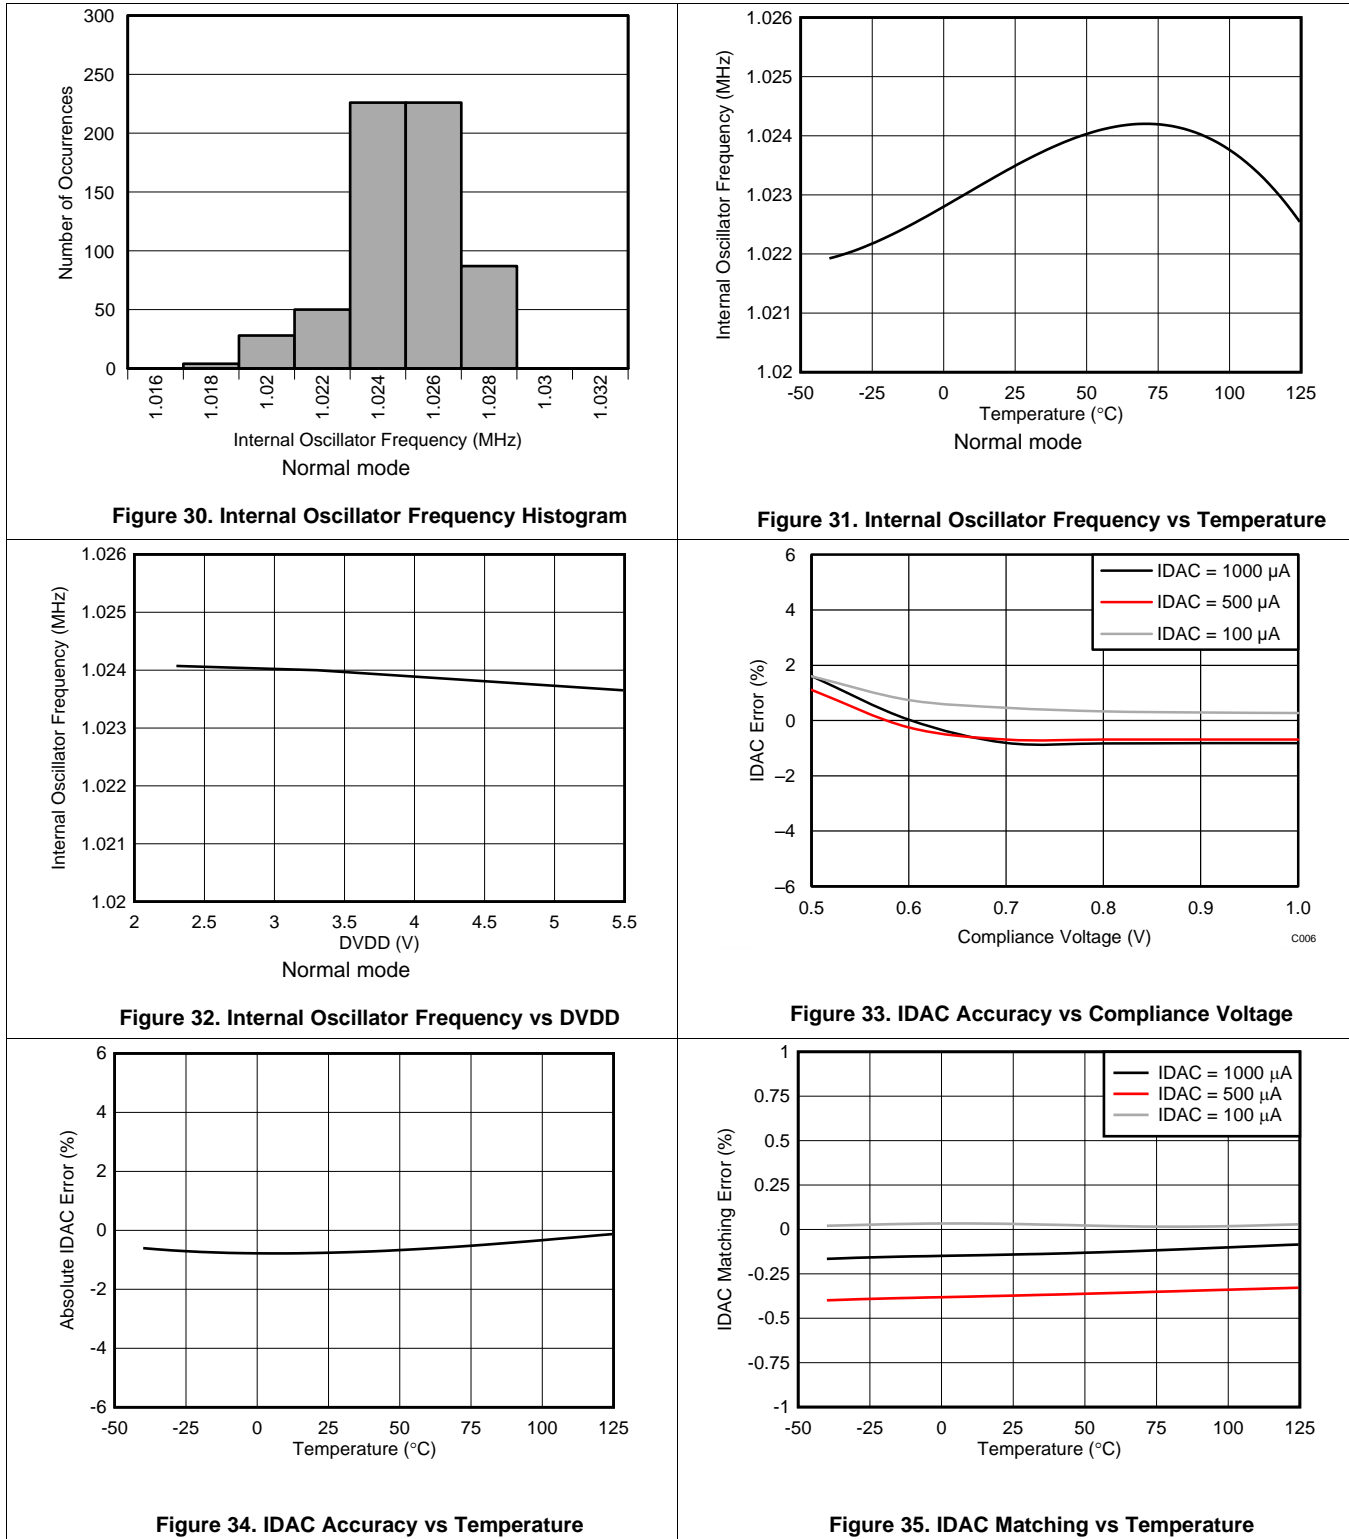 300
250
200
150
100
50
0
Number of Occurrences
1.016
1.018
1.02
1.022
1.024
1.026
1.028
1.03
1.032
Internal Oscillator Frequency (MHz)
Normal mode
Figure 30. Internal Oscillator Frequency Histogram
1.026
1.025
1.024
1.023
1.022
1.021
1.02
Internal Oscillator Frequency (MHz)
-50 -25 0 25 50 75 100 125
Temperature (°C)
Normal mode
Figure 31. Internal Oscillator Frequency vs Temperature
1.026
1.025
1.024
1.023
1.022
1.021
1.02
Internal Oscillator Frequency (MHz)
2 2.5 3 3.5 4 4.5 5 5.5
DVDD (V)
Normal mode
Figure 32. Internal Oscillator Frequency vs DVDD
6
4
2
0
–2
–4
–6
IDAC Error (%)
IDAC = 1000 µA
IDAC = 500 µA
IDAC = 100 µA
0.5 0.6 0.7 0.8 0.9 1.0
Compliance Voltage (V)
C006
Figure 33. IDAC Accuracy vs Compliance Voltage
6
4
2
0
-2
-4
-6
Absolute IDAC Error (%)
-50 -25 0 25 50 75 100 125
Temperature (°C)
Figure 34. IDAC Accuracy vs Temperature
1
0.75
0.5
0.25
0
-0.25
-0.5
-0.75
-1
IDAC Matching Error (%)
IDAC = 1000 µA
IDAC = 500 µA
IDAC = 100 µA
-50 -25 0 25 50 75 100 125
Temperature (°C)
Figure 35. IDAC Matching vs Temperature